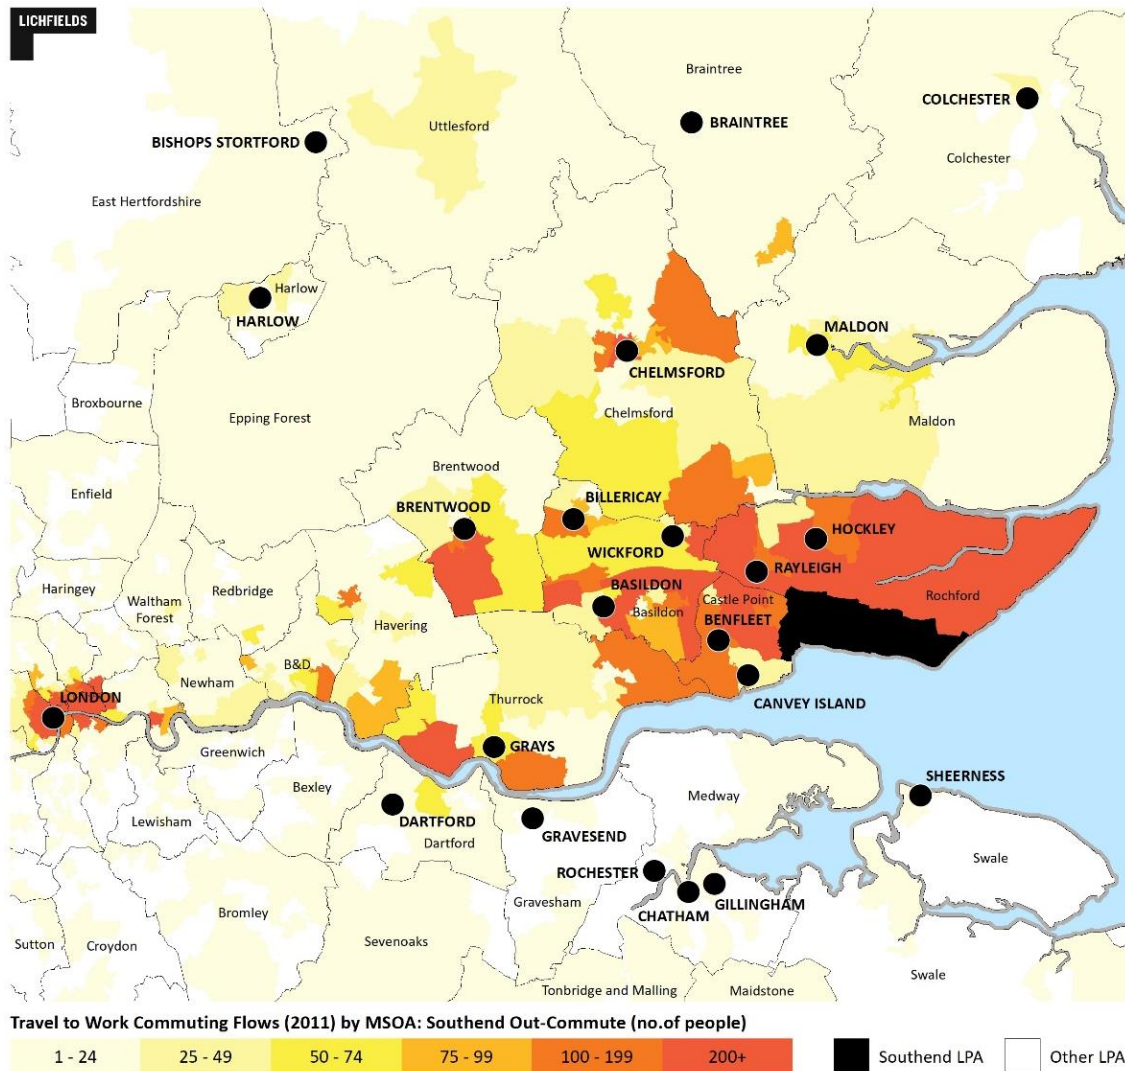 LICHFIELDS
Braintree
COLCHESTER
BRAINTREE
Uttlesford
BISHOPS STORTFORD
Colchester
East Hertfordshire
Harlow
HARLOW
MALDON
CHELMSFORD
Broxbourne
Chelmsford
Epping Forest
Maldon
Brentwood
Enfield
BILLERICAY
BRENTWOOD
HOCKLEY
WICKFORD
RAYLEIGH
BASILDON
Haringey
Redbridge
Waltham
Forest
Castle Point
Rochford
Basildon
Havering
BENFLEET
B&D
Newham
LONDON
Thurrock
CANVEY ISLAND
GRAYS
Greenwich
SHEERNESS
Bexley
Medway
Lewisham
DARTFORD
GRAVESEND
Dartford
Swale
ROCHESTER
GILLINGHAM
Gravesham
CHATHAM
Bromley
Sutton
Croydon
Sevenoaks
Swale
Tonbridge and Malling
Maidstone
Travel to Work Commuting Flows (2011) by MSOA: Southend Out-Commute (no.of people)
1 - 24
25 - 49
50 - 74
75 - 99
100 - 199
200+
Southend LPA
Other LPA